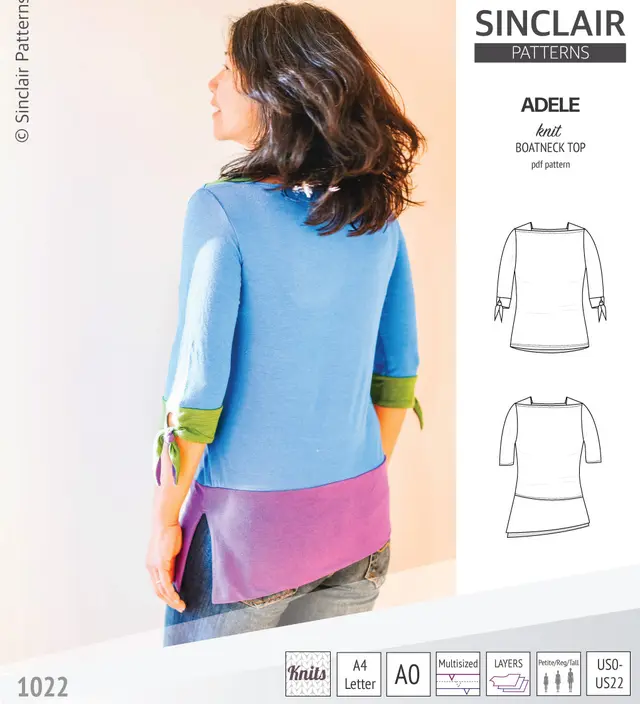 © Sinclair Patterns
SINCLAIR
PATTERNS
ADELE
knit
BOATNECK TOP
pdf pattern
1022
Knits
A4
Letter
A0
Multisized
LAYERS
Petite/Reg/Tall
US0-
US22